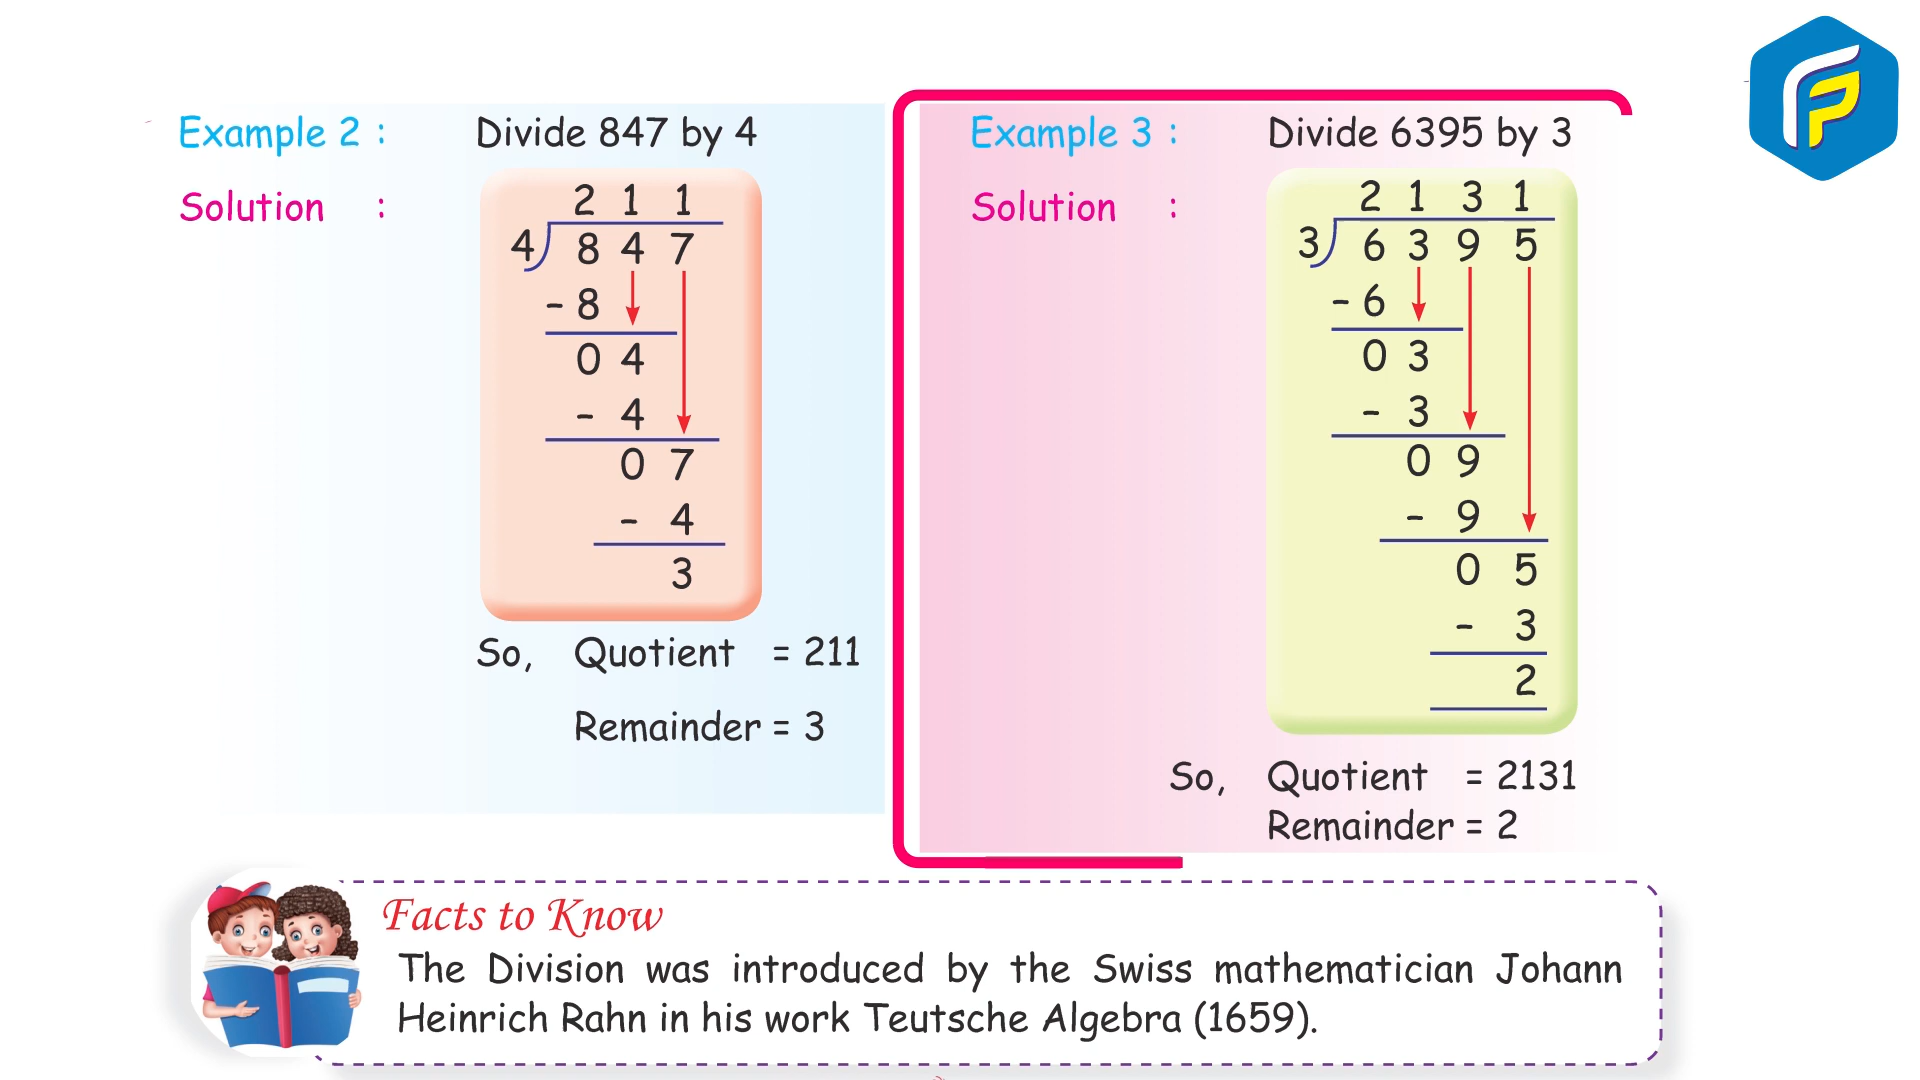 Example 2 : Divide 847 by 4
Solution :
2 1 1
4) 8 4 7
- 8
0 4
- 4
0 7
- 4
3
So, Quotient = 211
Remainder = 3
Example 3 : Divide 6395 by 3
Solution :
2 1 3 1
3) 6 3 9 5
- 6
0 3
- 3
0 9
- 9
0 5
- 3
2
So, Quotient = 2131
Remainder = 2
Facts to Know
The Division was introduced by the Swiss mathematician Johann
Heinrich Rahn in his work Teutsche Algebra (1659).